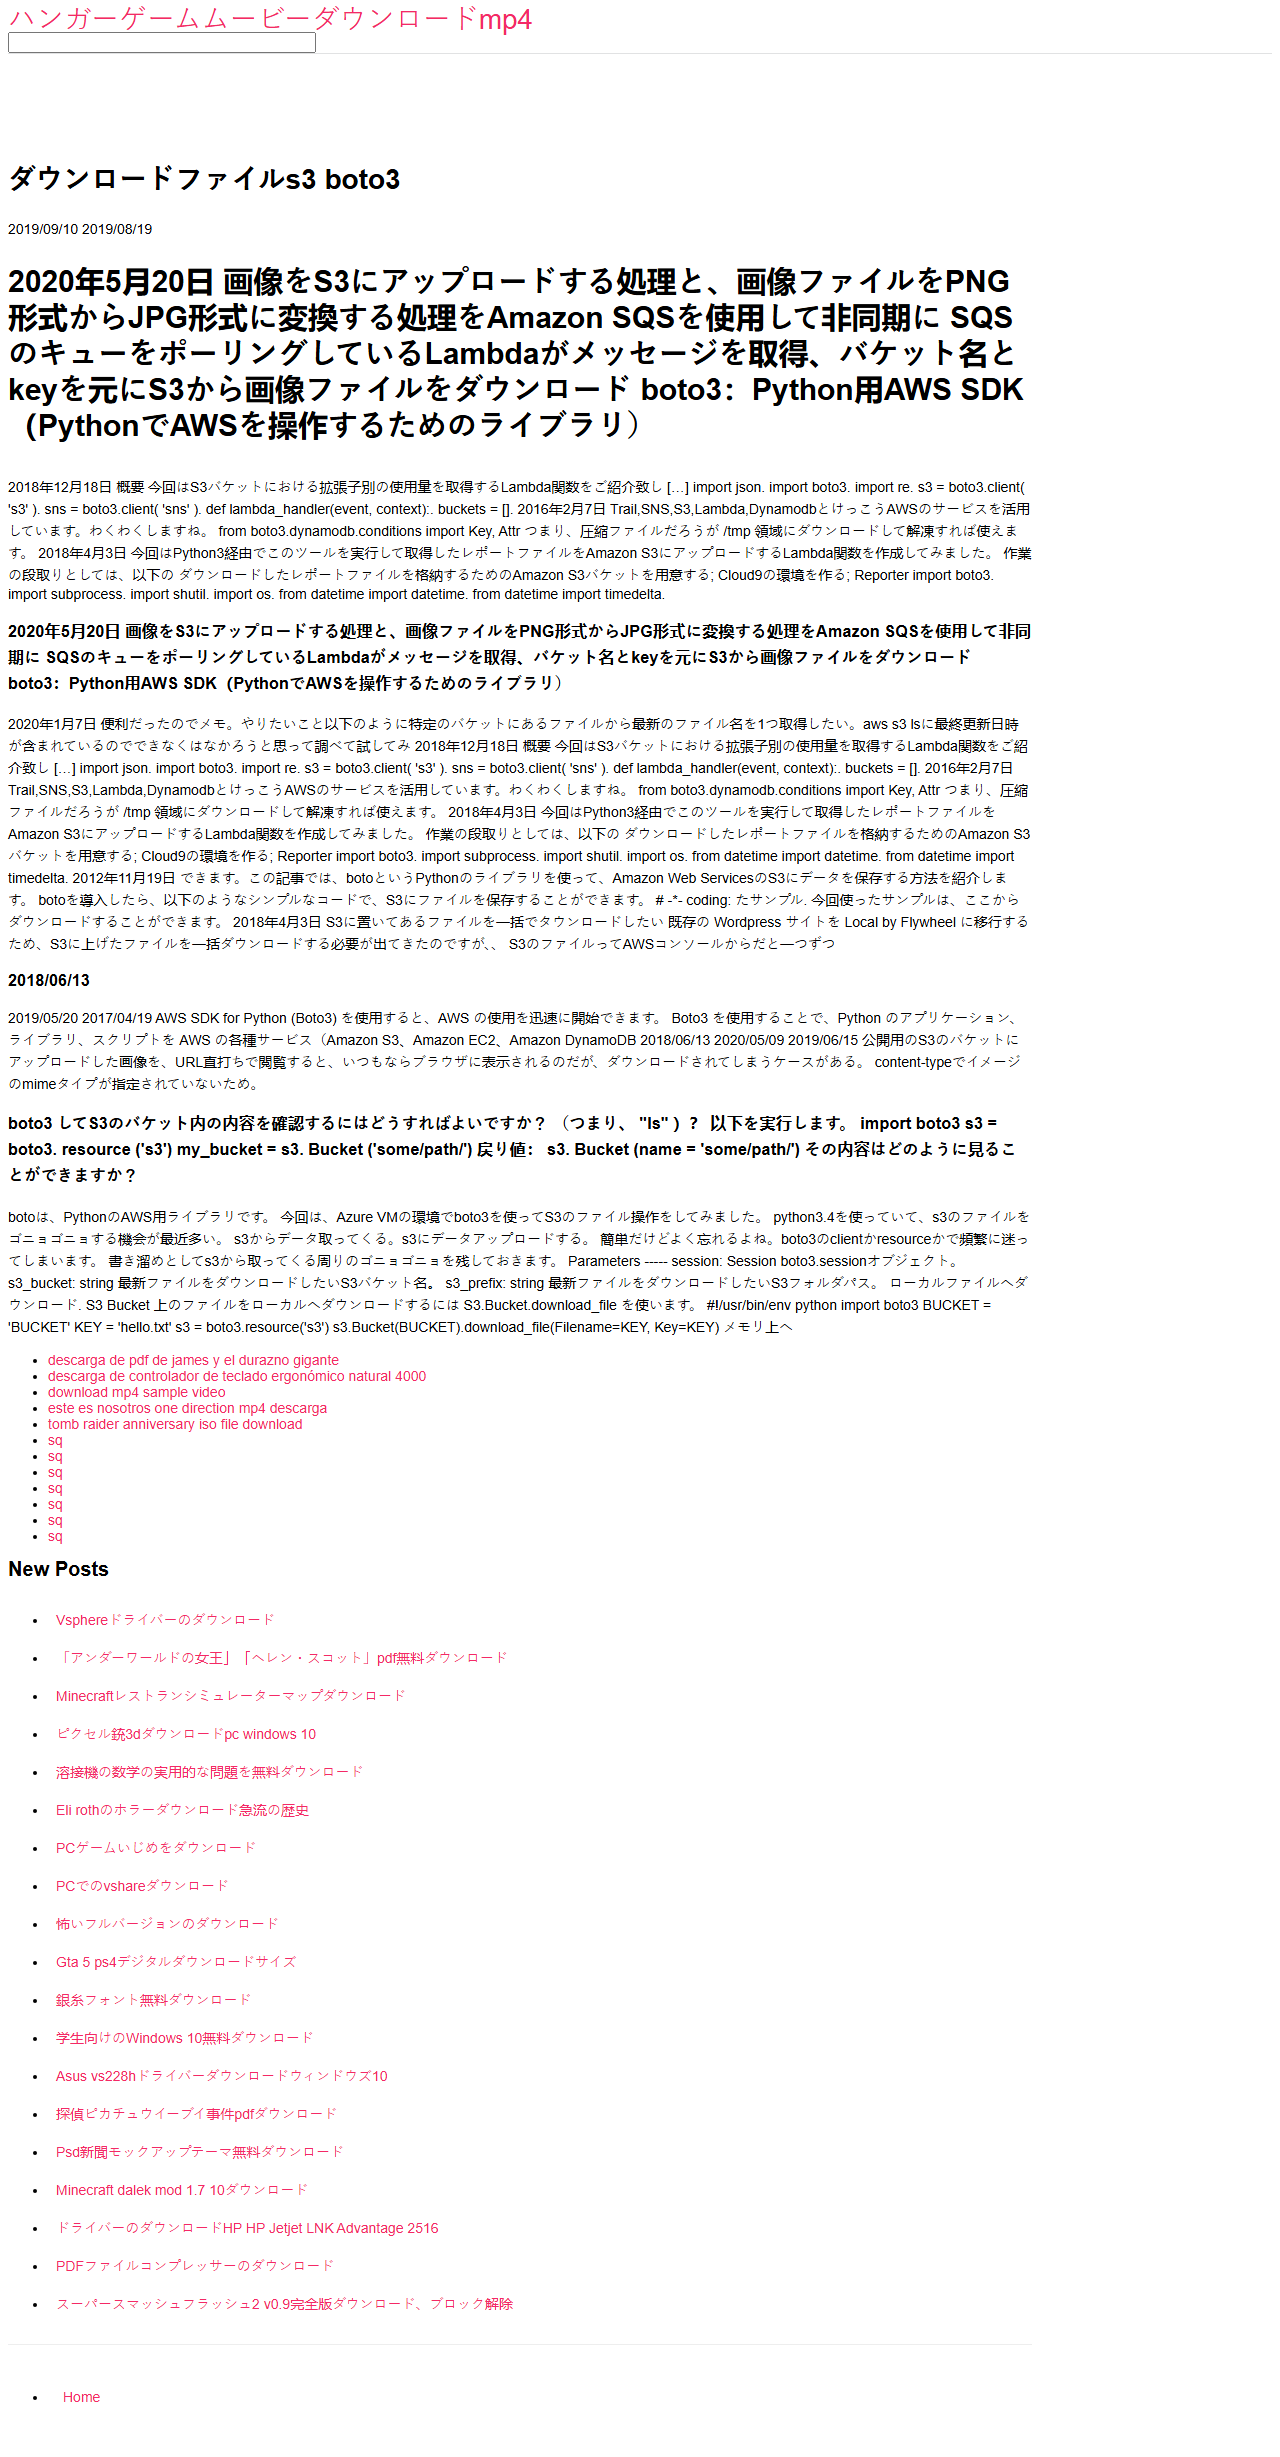 ハンガーゲームムービーダウンロードmp4
ダウンロードファイルs3 boto3
2019/09/10 2019/08/19
2020年5月20日 画像をS3にアップロードする処理と、画像ファイルをPNG
形式からJPG形式に変換する処理をAmazon SQSを使用して非同期に SQS
のキューをポーリングしているLambdaがメッセージを取得、バケット名と
keyを元にS3から画像ファイルをダウンロード boto3：Python用AWS SDK
（PythonでAWSを操作するためのライブラリ）
2018年12月18日 概要 今回はS3バケットにおける拡張子別の使用量を取得するLambda関数をご紹介致し […] import json. import boto3. import re. s3 = boto3.client(
's3' ). sns = boto3.client( 'sns' ). def lambda_handler(event, context):. buckets = []. 2016年2月7日 Trail,SNS,S3,Lambda,DynamodbとけっこうAWSのサービスを活用
しています。わくわくしますね。 from boto3.dynamodb.conditions import Key, Attr つまり、圧縮ファイルだろうが /tmp 領域にダウンロードして解凍すれば使えま
す。 2018年4月3日 今回はPython3経由でこのツールを実行して取得したレポートファイルをAmazon S3にアップロードするLambda関数を作成してみました。 作業
の段取りとしては、以下の ダウンロードしたレポートファイルを格納するためのAmazon S3バケットを用意する; Cloud9の環境を作る; Reporter import boto3.
import subprocess. import shutil. import os. from datetime import datetime. from datetime import timedelta.
2020年5月20日 画像をS3にアップロードする処理と、画像ファイルをPNG形式からJPG形式に変換する処理をAmazon SQSを使用して非同
期に SQSのキューをポーリングしているLambdaがメッセージを取得、バケット名とkeyを元にS3から画像ファイルをダウンロード
boto3：Python用AWS SDK（PythonでAWSを操作するためのライブラリ）
2020年1月7日 便利だったのでメモ。やりたいこと以下のように特定のバケットにあるファイルから最新のファイル名を1つ取得したい。aws s3 lsに最終更新日時
が含まれているのでできなくはなかろうと思って調べて試してみ 2018年12月18日 概要 今回はS3バケットにおける拡張子別の使用量を取得するLambda関数をご紹
介致し […] import json. import boto3. import re. s3 = boto3.client( 's3' ). sns = boto3.client( 'sns' ). def lambda_handler(event, context):. buckets = []. 2016年2月7日
Trail,SNS,S3,Lambda,DynamodbとけっこうAWSのサービスを活用しています。わくわくしますね。 from boto3.dynamodb.conditions import Key, Attr つまり、圧縮
ファイルだろうが /tmp 領域にダウンロードして解凍すれば使えます。 2018年4月3日 今回はPython3経由でこのツールを実行して取得したレポートファイルを
Amazon S3にアップロードするLambda関数を作成してみました。 作業の段取りとしては、以下の ダウンロードしたレポートファイルを格納するためのAmazon S3
バケットを用意する; Cloud9の環境を作る; Reporter import boto3. import subprocess. import shutil. import os. from datetime import datetime. from datetime import
timedelta. 2012年11月19日 できます。この記事では、botoというPythonのライブラリを使って、Amazon Web ServicesのS3にデータを保存する方法を紹介しま
す。 botoを導入したら、以下のようなシンプルなコードで、S3にファイルを保存することができます。 # -*- coding: たサンプル. 今回使ったサンプルは、ここから
ダウンロードすることができます。 2018年4月3日 S3に置いてあるファイルを一括でタウンロードしたい 既存の Wordpress サイトを Local by Flywheel に移行する
ため、S3に上げたファイルを一括ダウンロードする必要が出てきたのですが、、 S3のファイルってAWSコンソールからだと一つずつ
2018/06/13
2019/05/20 2017/04/19 AWS SDK for Python (Boto3) を使用すると、AWS の使用を迅速に開始できます。 Boto3 を使用することで、Python のアプリケーション、
ライブラリ、スクリプトを AWS の各種サービス（Amazon S3、Amazon EC2、Amazon DynamoDB 2018/06/13 2020/05/09 2019/06/15 公開用のS3のバケットに
アップロードした画像を、URL直打ちで閲覧すると、いつもならブラウザに表示されるのだが、ダウンロードされてしまうケースがある。 content-typeでイメージ
のmimeタイプが指定されていないため。
boto3 してS3のバケット内の内容を確認するにはどうすればよいですか？ （つまり、 "ls" ）？ 以下を実行します。 import boto3 s3 =
boto3. resource ('s3') my_bucket = s3. Bucket ('some/path/') 戻り値： s3. Bucket (name = 'some/path/') その内容はどのように見るこ
とができますか？
botoは、PythonのAWS用ライブラリです。 今回は、Azure VMの環境でboto3を使ってS3のファイル操作をしてみました。 python3.4を使っていて、s3のファイルを
ゴニョゴニョする機会が最近多い。 s3からデータ取ってくる。s3にデータアップロードする。 簡単だけどよく忘れるよね。boto3のclientかresourceかで頻繁に迷っ
てしまいます。 書き溜めとしてs3から取ってくる周りのゴニョゴニョを残しておきます。 Parameters ----- session: Session boto3.sessionオブジェクト。
s3_bucket: string 最新ファイルをダウンロードしたいS3バケット名。 s3_prefix: string 最新ファイルをダウンロードしたいS3フォルダパス。 ローカルファイルへダ
ウンロード. S3 Bucket 上のファイルをローカルへダウンロードするには S3.Bucket.download_file を使います。 #!/usr/bin/env python import boto3 BUCKET =
'BUCKET' KEY = 'hello.txt' s3 = boto3.resource('s3') s3.Bucket(BUCKET).download_file(Filename=KEY, Key=KEY) メモリ上へ
descarga de pdf de james y el durazno gigante
descarga de controlador de teclado ergonómico natural 4000
download mp4 sample video
este es nosotros one direction mp4 descarga
tomb raider anniversary iso file download
sq
sq
sq
sq
sq
sq
sq
New Posts
Vsphereドライバーのダウンロード
「アンダーワールドの女王」「ヘレン・スコット」pdf無料ダウンロード
Minecraftレストランシミュレーターマップダウンロード
ピクセル銃3dダウンロードpc windows 10
溶接機の数学の実用的な問題を無料ダウンロード
Eli rothのホラーダウンロード急流の歴史
PCゲームいじめをダウンロード
PCでのvshareダウンロード
怖いフルバージョンのダウンロード
Gta 5 ps4デジタルダウンロードサイズ
銀糸フォント無料ダウンロード
学生向けのWindows 10無料ダウンロード
Asus vs228hドライバーダウンロードウィンドウズ10
探偵ピカチュウイーブイ事件pdfダウンロード
Psd新聞モックアップテーマ無料ダウンロード
Minecraft dalek mod 1.7 10ダウンロード
ドライバーのダウンロードHP HP Jetjet LNK Advantage 2516
PDFファイルコンプレッサーのダウンロード
スーパースマッシュフラッシュ2 v0.9完全版ダウンロード、ブロック解除
Home